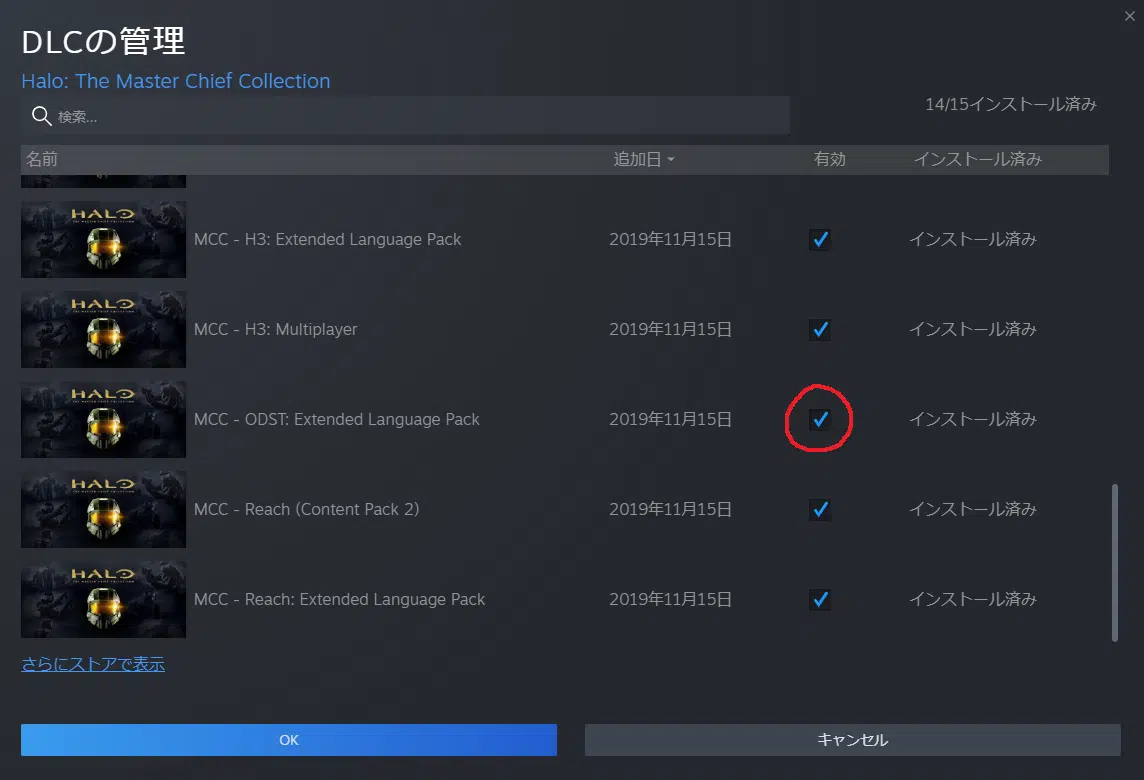 DLCの管理
Halo: The Master Chief Collection
14/15インストール済み
検索...
名前 追加日 有効 インストール済み
HALO
MCC - H3: Extended Language Pack 2019年11月15日 インストール済み
HALO
MCC - H3: Multiplayer 2019年11月15日 インストール済み
HALO
MCC - ODST: Extended Language Pack 2019年11月15日 インストール済み
HALO
MCC - Reach (Content Pack 2) 2019年11月15日 インストール済み
HALO
MCC - Reach: Extended Language Pack 2019年11月15日 インストール済み
さらにストアで表示
OK キャンセル